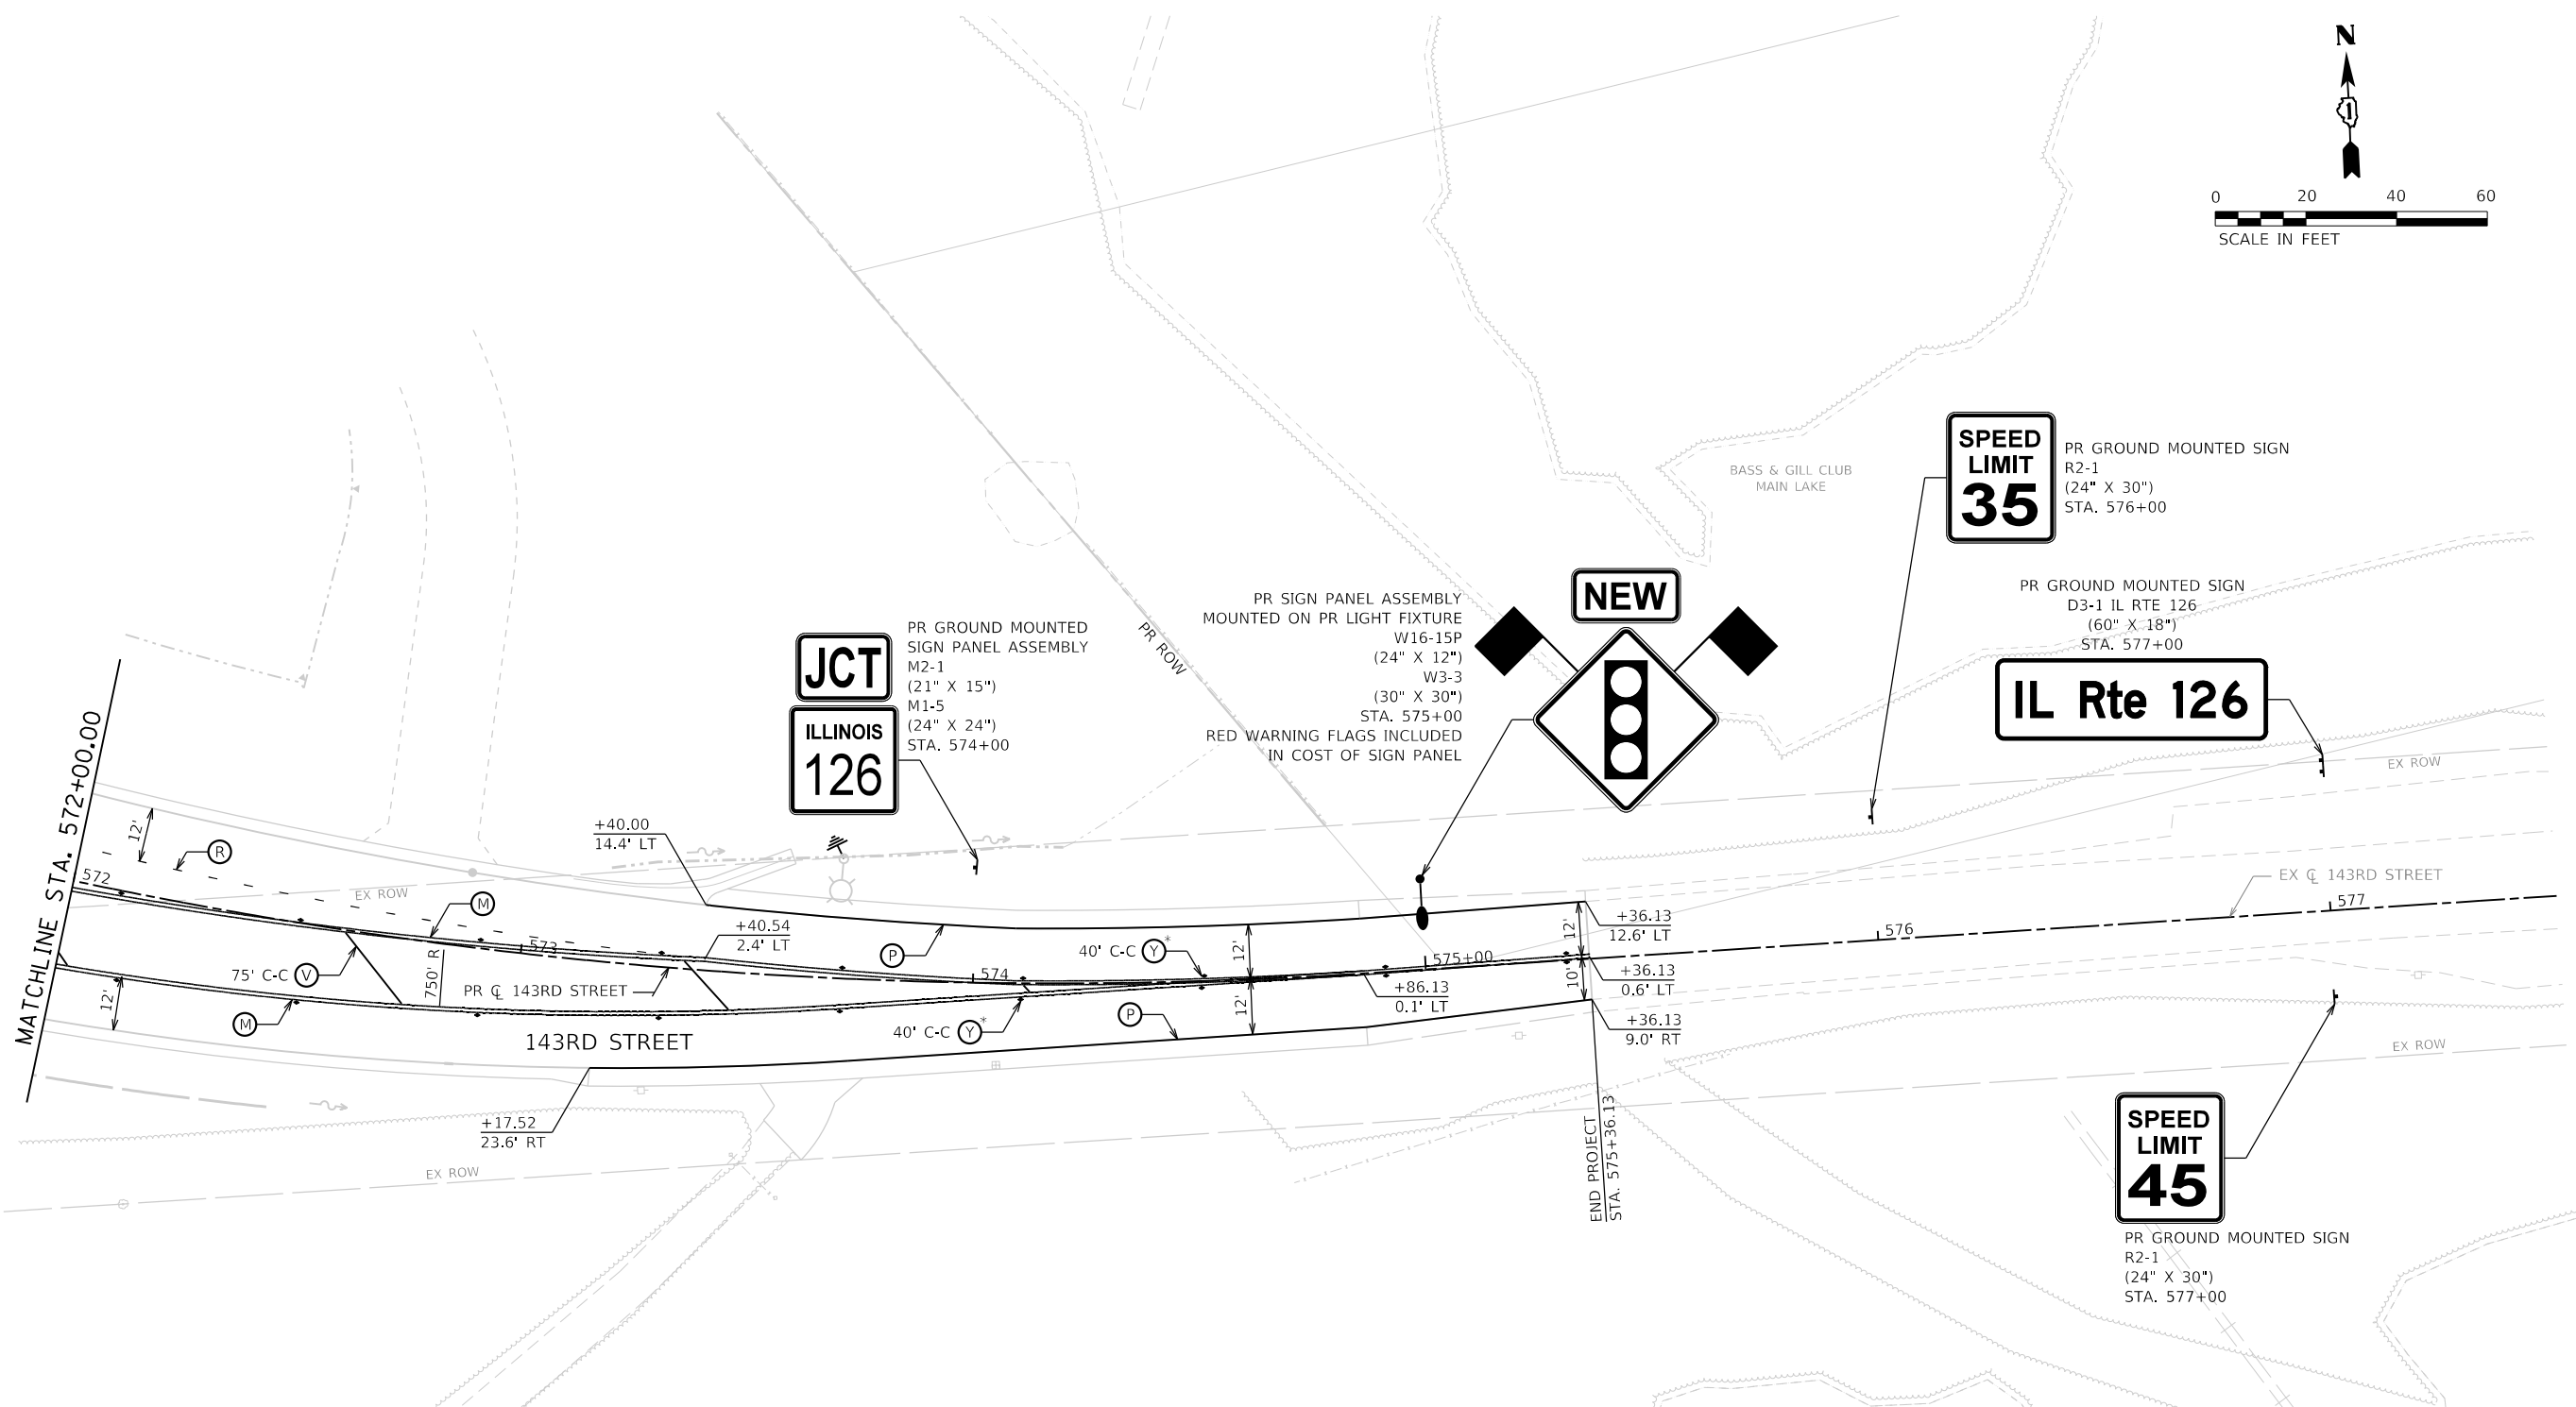 N
1
0 20 40 60
SCALE IN FEET
SPEED
LIMIT
35
PR GROUND MOUNTED SIGN
R2-1
(24" X 30")
STA. 576+00
BASS & GILL CLUB
MAIN LAKE
PR GROUND MOUNTED SIGN
D3-1 IL RTE 126
(60" X 18")
STA. 577+00
IL Rte 126
NEW
PR SIGN PANEL ASSEMBLY
MOUNTED ON PR LIGHT FIXTURE
W16-15P
(24" X 12")
W3-3
(30" X 30")
STA. 575+00
RED WARNING FLAGS INCLUDED
IN COST OF SIGN PANEL
PR ROW
JCT
ILLINOIS
126
PR GROUND MOUNTED
SIGN PANEL ASSEMBLY
M2-1
(21" X 15")
M1-5
(24" X 24")
STA. 574+00
MATCHLINE STA. 572+00.00
12'
R
572
EX ROW
+40.00
14.4' LT
M
+40.54
2.4' LT
573
P
40' C-C Y*
12'
574
575+00
12'
+36.13
12.6' LT
EX ROW
EX CL 143RD STREET
577
576
75' C-C V
750' R
PR CL 143RD STREET
+86.13
0.1' LT
10'
+36.13
0.6' LT
12'
M
143RD STREET
40' C-C Y*
P
12'
+36.13
9.0' RT
EX ROW
+17.52
23.6' RT
EX ROW
END PROJECT
STA. 575+36.13
SPEED
LIMIT
45
PR GROUND MOUNTED SIGN
R2-1
(24" X 30")
STA. 577+00